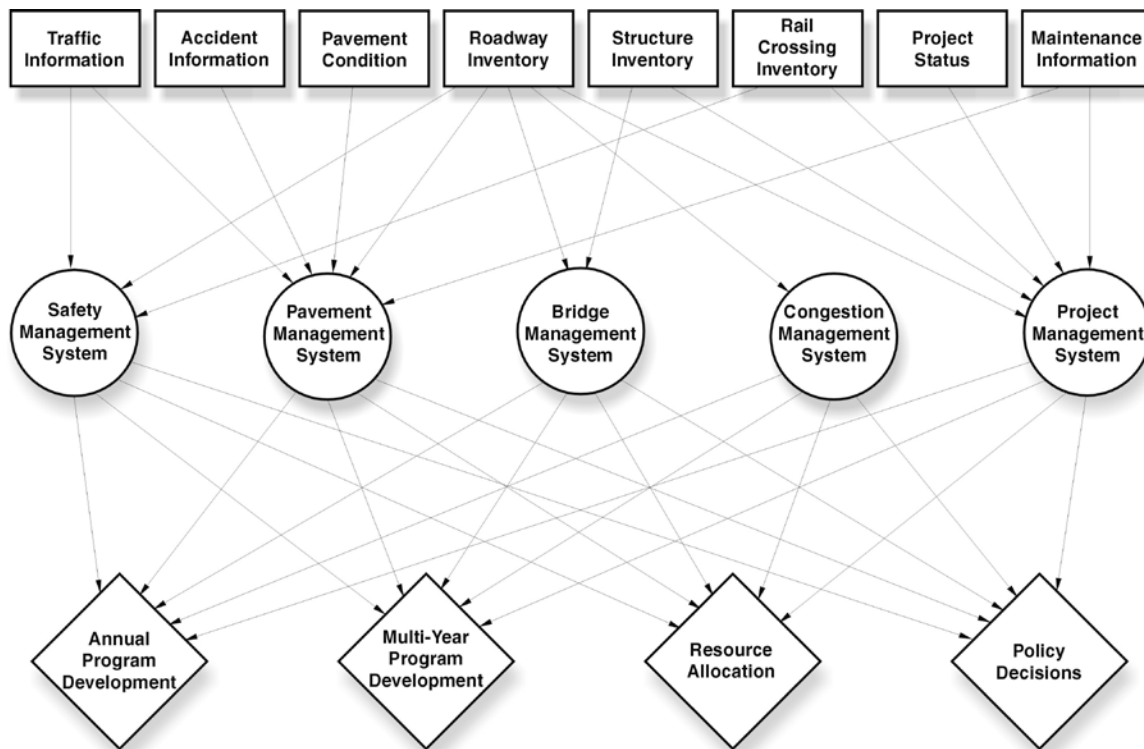 Traffic
Information
Accident
Information
Pavement
Condition
Roadway
Inventory
Structure
Inventory
Rail
Crossing
Inventory
Project
Status
Maintenance
Information
Safety
Management
System
Pavement
Management
System
Bridge
Management
System
Congestion
Management
System
Project
Management
System
Annual
Program
Development
Multi-Year
Program
Development
Resource
Allocation
Policy
Decisions